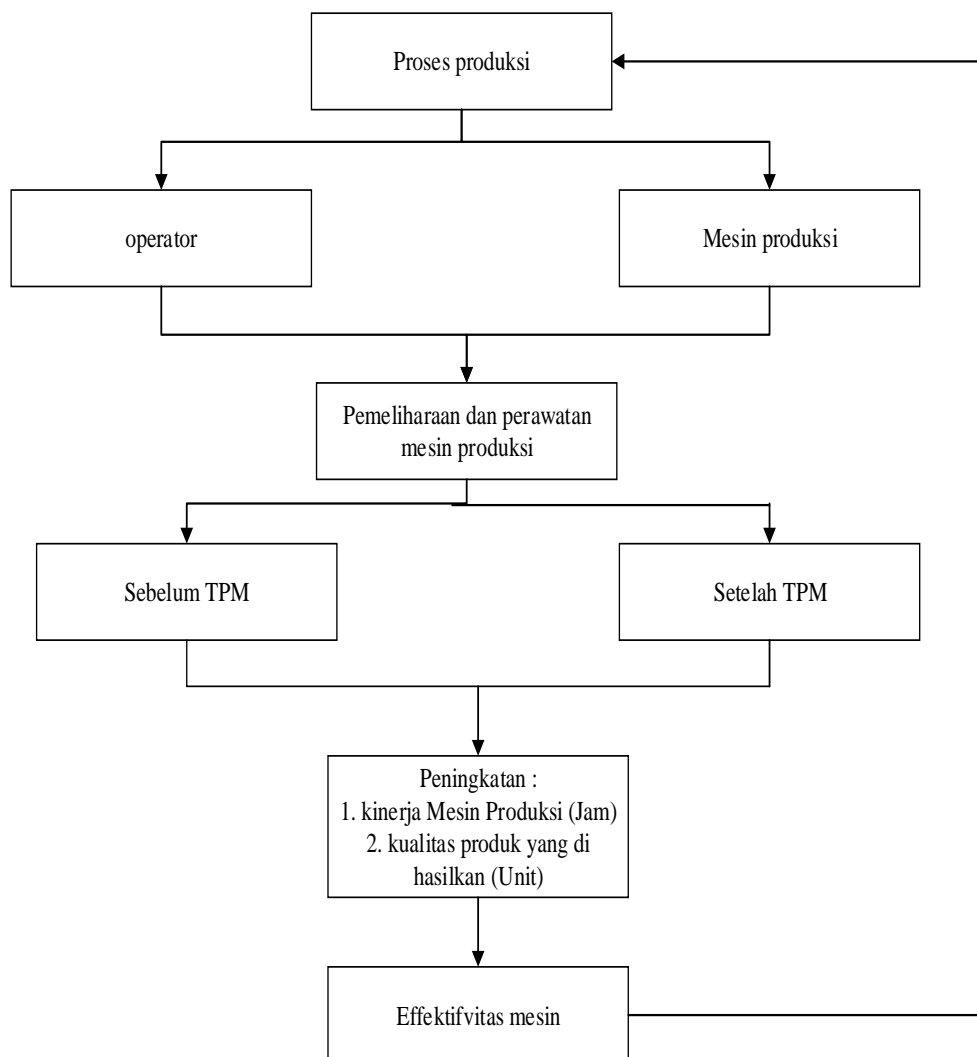 Proses produksi
operator
Mesin produksi
Pemeliharaan dan perawatan
mesin produksi
Sebelum TPM
Setelah TPM
Peningkatan :
1. kinerja Mesin Produksi (Jam)
2. kualitas produk yang di
hasilkan (Unit)
Effektifvitas mesin